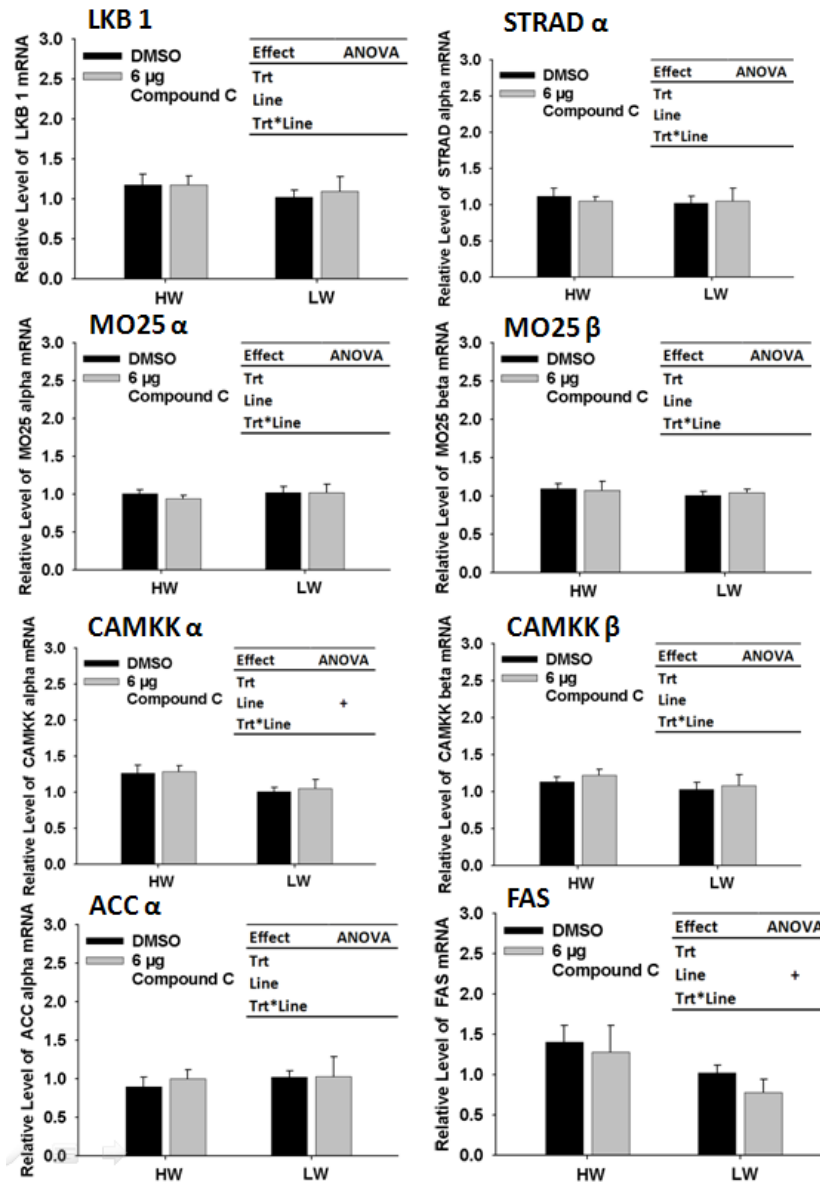 LKB 1
Relative Level of LKB 1 mRNA
3.0
2.5
2.0
1.5
1.0
0.5
0.0
DMSO
6 µg
Compound C
Effect ANOVA
Trt
Line
Trt*Line
HW LW
STRAD α
Relative Level of STRAD alpha mRNA
3.0
2.5
2.0
1.5
1.0
0.5
0.0
DMSO
6 µg
Compound C
Effect ANOVA
Trt
Line
Trt*Line
HW LW
MO25 α
Relative Level of MO25 alpha mRNA
3.0
2.5
2.0
1.5
1.0
0.5
0.0
DMSO
6 µg
Compound C
Effect ANOVA
Trt
Line
Trt*Line
HW LW
MO25 β
Relative Level of MO25 beta mRNA
3.0
2.5
2.0
1.5
1.0
0.5
0.0
DMSO
6 µg
Compound C
Effect ANOVA
Trt
Line
Trt*Line
HW LW
CAMKK α
Relative Level of CAMKK alpha mRNA
3.0
2.5
2.0
1.5
1.0
0.5
0.0
DMSO
6 µg
Compound C
Effect ANOVA
Trt
Line +
Trt*Line
HW LW
CAMKK β
Relative Level of CAMKK beta mRNA
3.0
2.5
2.0
1.5
1.0
0.5
0.0
DMSO
6 µg
Compound C
Effect ANOVA
Trt
Line
Trt*Line
HW LW
ACC α
Relative Level of ACC alpha mRNA
3.0
2.5
2.0
1.5
1.0
0.5
0.0
DMSO
6 µg
Compound C
Effect ANOVA
Trt
Line
Trt*Line
HW LW
FAS
Relative Level of FAS mRNA
3.0
2.5
2.0
1.5
1.0
0.5
0.0
DMSO
6 µg
Compound C
Effect ANOVA
Trt
Line +
Trt*Line
HW LW